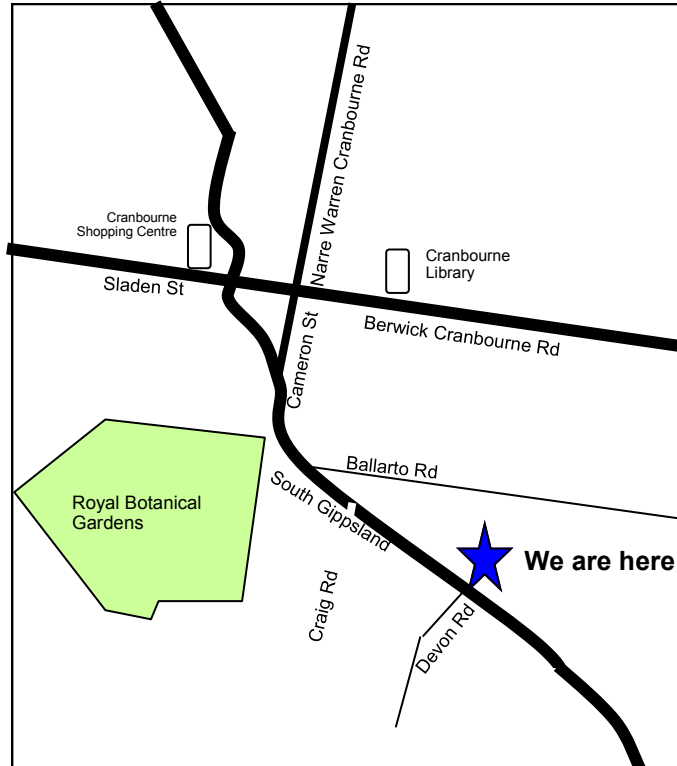 Narre Warren Cranbourne Rd
Cranbourne
Shopping Centre
Cranbourne
Library
Sladen St
Berwick Cranbourne Rd
Cameron St
Ballarto Rd
South Gippsland
Royal Botanical
Gardens
We are here
Craig Rd
Devon Rd